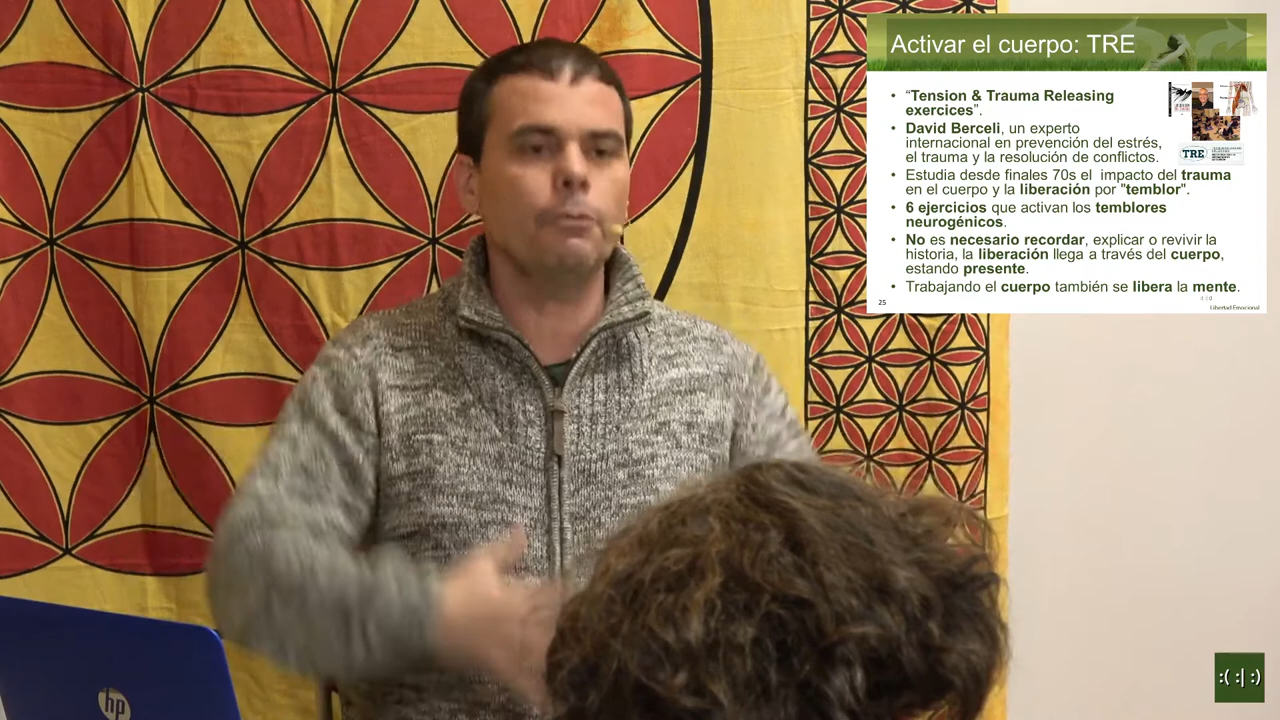 Activar el cuerpo: TRE
• “Tension & Trauma Releasing
exercices”.
• David Berceli, un experto
internacional en prevención del estrés,
el trauma y la resolución de conflictos.
• Estudia desde finales 70s el impacto del trauma
en el cuerpo y la liberación por "temblor".
• 6 ejercicios que activan los temblores
neurogénicos.
• No es necesario recordar, explicar o revivir la
historia, la liberación llega a través del cuerpo,
estando presente.
• Trabajando el cuerpo también se libera la mente.
TRE
25
Libertad Emocional
hp
:( :| :)